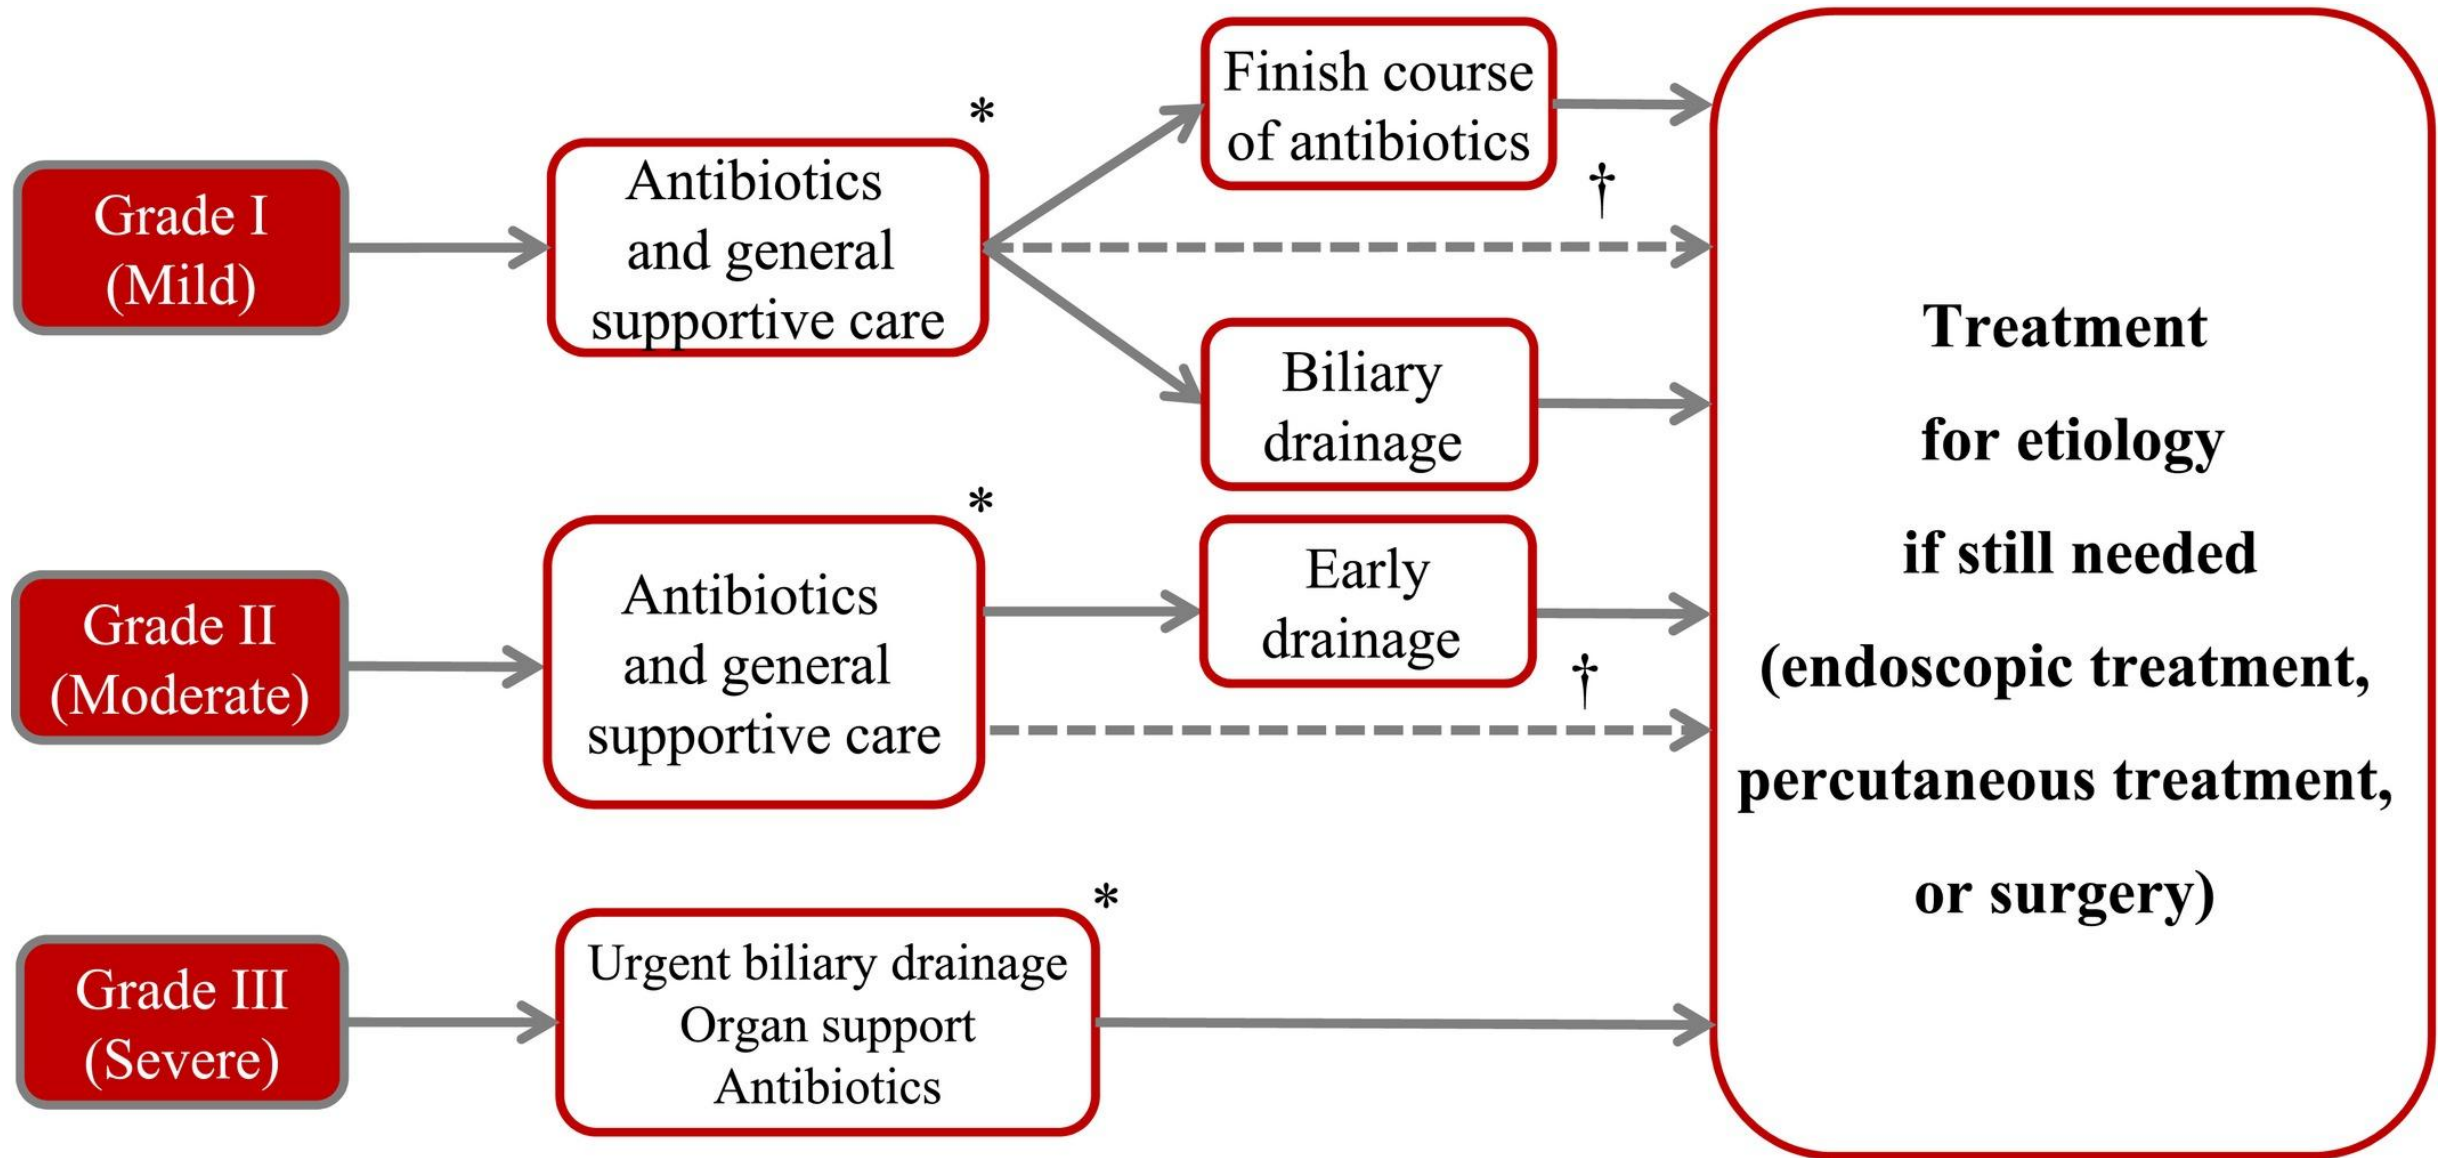 Grade I
(Mild)
*
Antibiotics
and general
supportive care
Finish course
of antibiotics
†
Biliary
drainage
Grade II
(Moderate)
*
Antibiotics
and general
supportive care
Early
drainage
†
Grade III
(Severe)
*
Urgent biliary drainage
Organ support
Antibiotics
Treatment
for etiology
if still needed
(endoscopic treatment,
percutaneous treatment,
or surgery)